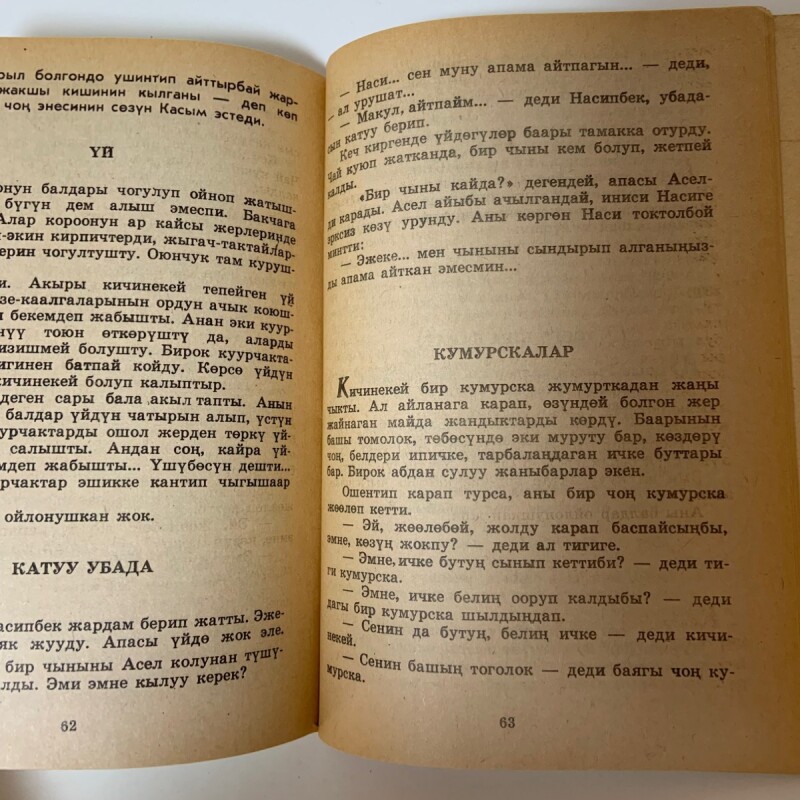 болгондо ушинтип айттырбай жар-
жакшы кишинин кылганы — деп көп
чоң энесинин сөзүн Касым эстеди.
ҮЙ
балдары чогулуп ойноп жатыш-
бүгүн дем алыш эмеспи. Бакчага
Алар короонун ар кайсы жерлеринде
н-экин кирпичтерди, жыгач-тактайлар-
ерин чогултушту. Оюнчук там куруш-
и. Акыры кичинекей тепейген үй
зе-каалгаларынын ордун ачык коюш-
бекемдеп жабышты. Анан эки куур-
нүү тоюн өткөрүштү да, аларды
изишмей болушту. Бирок куурчакта-
игинен батпай койду. Көрсө үйдүн
кичинекей болуп калыптыр.
деген сары бала акыл тапты. Анын
балдар үйдүн чатырын алып, үстүн
урчактарды ошол жерден төркү үй-
салышты. Андан соң, кайра үй-
емдеп жабышты... Үшүбөсүн дешти...
рчактар эшикке кантип чыгышаар
ойлонушкан жок.
КАТУУ УБАДА
асипбек жардам берип жатты. Эже-
як жууду. Апасы үйдө жок эле.
бир чыныны Асел колунан түшү-
лды. Эми эмне кылуу керек?
62
— Наси... сен муну апама айтпагын... — деди,
— ал урушат...
— Макул, айтпайм... — деди Насипбек, убада-
сын катуу берип.
Кеч киргенде үйдөгүлөр баары тамакка отурду.
Чай куюп жатканда, бир чыны кем болуп, жетпей
калды.
«Бир чыны кайда?» дегендей, апасы Асел-
ди карады. Асел айыбы ачылгандай, иниси Насиге
эрксиз көзү урунду. Аны көргөн Наси токтолбой
минтти:
— Эжеке... мен чыныны сындырып алганыңыз-
ды апама айткан эмесмин...
КУМУРСКАЛАР
Кичинекей бир кумурска жумурткадан жаңы
чыкты. Ал айланага карап, өзүндөй болгон жер
жайнаган майда жандыктарды көрдү. Баарынын
башы томолок, төбөсүндө эки муруту бар, көздөрү
чоң, белдери ипичке, тарбалаңдаган ичке буттары
бар. Бирок абдан сулуу жаныбарлар экен.
Ошентип карап турса, аны бир чоң кумурска
жөөлөп кетти.
— Эй, жөөлөбөй, жолду карап баспайсыңбы,
эмне, көзүң жокпу? — деди ал тигиге.
— Эмне, ичке бутуң сынып кеттиби? — деди ти-
ги кумурска.
— Эмне, ичке белиң ооруп калдыбы? — деди
дагы бир кумурска шылдыңдап.
— Сенин да бутуң, белиң ичке — деди кичи-
некей.
— Сенин башың тоголок — деди баягы чоң ку-
мурска.
63